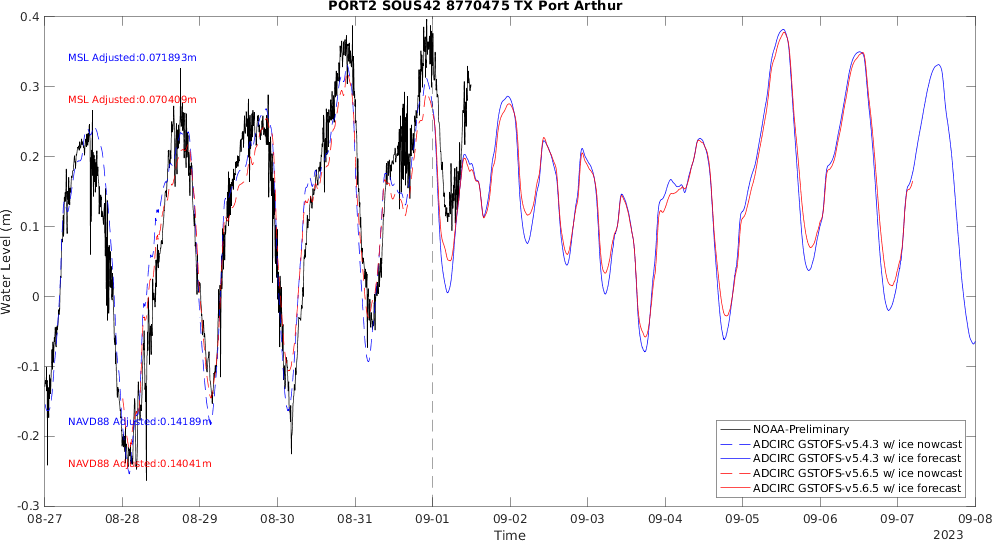 PORT2 SOUS42 8770475 TX Port Arthur
0.4
0.3
0.2
0.1
0
-0.1
-0.2
-0.3
Water Level (m)
MSL Adjusted:0.071893m
MSL Adjusted:0.070409m
NAVD88 Adjusted:0.14189m
NAVD88 Adjusted:0.14041m
NOAA-Preliminary
ADCIRC GSTOFS-v5.4.3 w/ ice nowcast
ADCIRC GSTOFS-v5.4.3 w/ ice forecast
ADCIRC GSTOFS-v5.6.5 w/ ice nowcast
ADCIRC GSTOFS-v5.6.5 w/ ice forecast
08-27 08-28 08-29 08-30 08-31 09-01 09-02 09-03 09-04 09-05 09-06 09-07 09-08
Time
2023